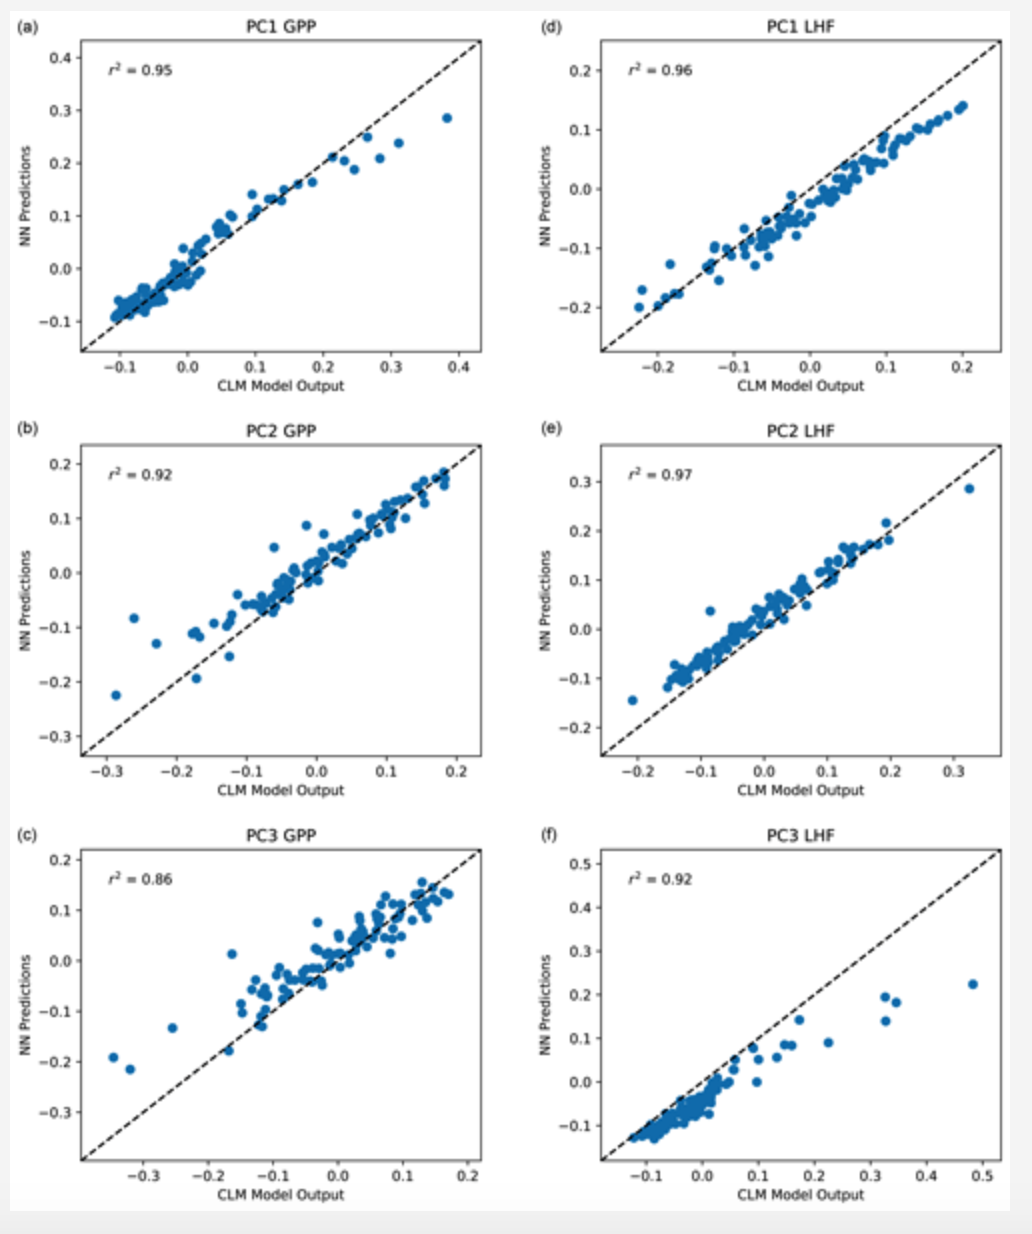 (a)
PC1 GPP
r² = 0.95
0.4
0.3
0.2
0.1
0.0
−0.1
NN Predictions
−0.1 0.0 0.1 0.2 0.3 0.4
CLM Model Output
(d)
PC1 LHF
r² = 0.96
0.2
0.1
0.0
−0.1
−0.2
NN Predictions
−0.2 −0.1 0.0 0.1 0.2
CLM Model Output
(b)
PC2 GPP
r² = 0.92
0.2
0.1
0.0
−0.1
−0.2
−0.3
NN Predictions
−0.3 −0.2 −0.1 0.0 0.1 0.2
CLM Model Output
(e)
PC2 LHF
r² = 0.97
0.3
0.2
0.1
0.0
−0.1
−0.2
NN Predictions
−0.2 −0.1 0.0 0.1 0.2 0.3
CLM Model Output
(c)
PC3 GPP
r² = 0.86
0.2
0.1
0.0
−0.1
−0.2
−0.3
NN Predictions
−0.3 −0.2 −0.1 0.0 0.1 0.2
CLM Model Output
(f)
PC3 LHF
r² = 0.92
0.5
0.4
0.3
0.2
0.1
0.0
−0.1
NN Predictions
−0.1 0.0 0.1 0.2 0.3 0.4 0.5
CLM Model Output